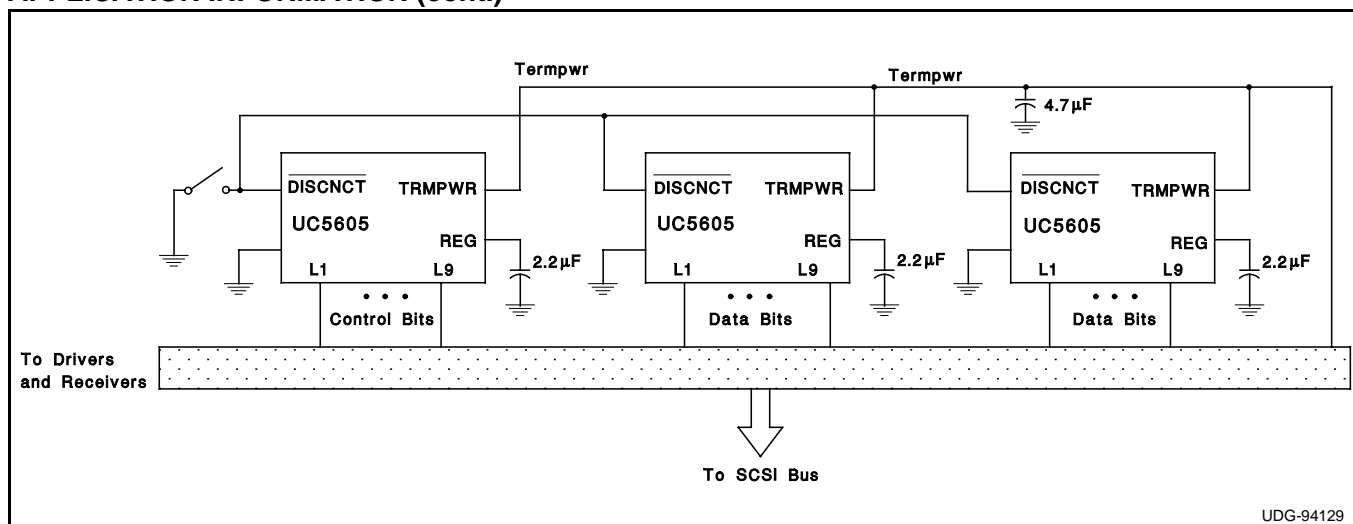 APPLICATION INFORMATION (cont.)
Termpwr
Termpwr
4.7µF
DISCNCT TRMPWR
UC5605
REG
L1 L9
2.2µF
Control Bits
DISCNCT TRMPWR
UC5605
REG
L1 L9
2.2µF
Data Bits
DISCNCT TRMPWR
UC5605
REG
L1 L9
2.2µF
Data Bits
To Drivers
and Receivers
To SCSI Bus
UDG-94129